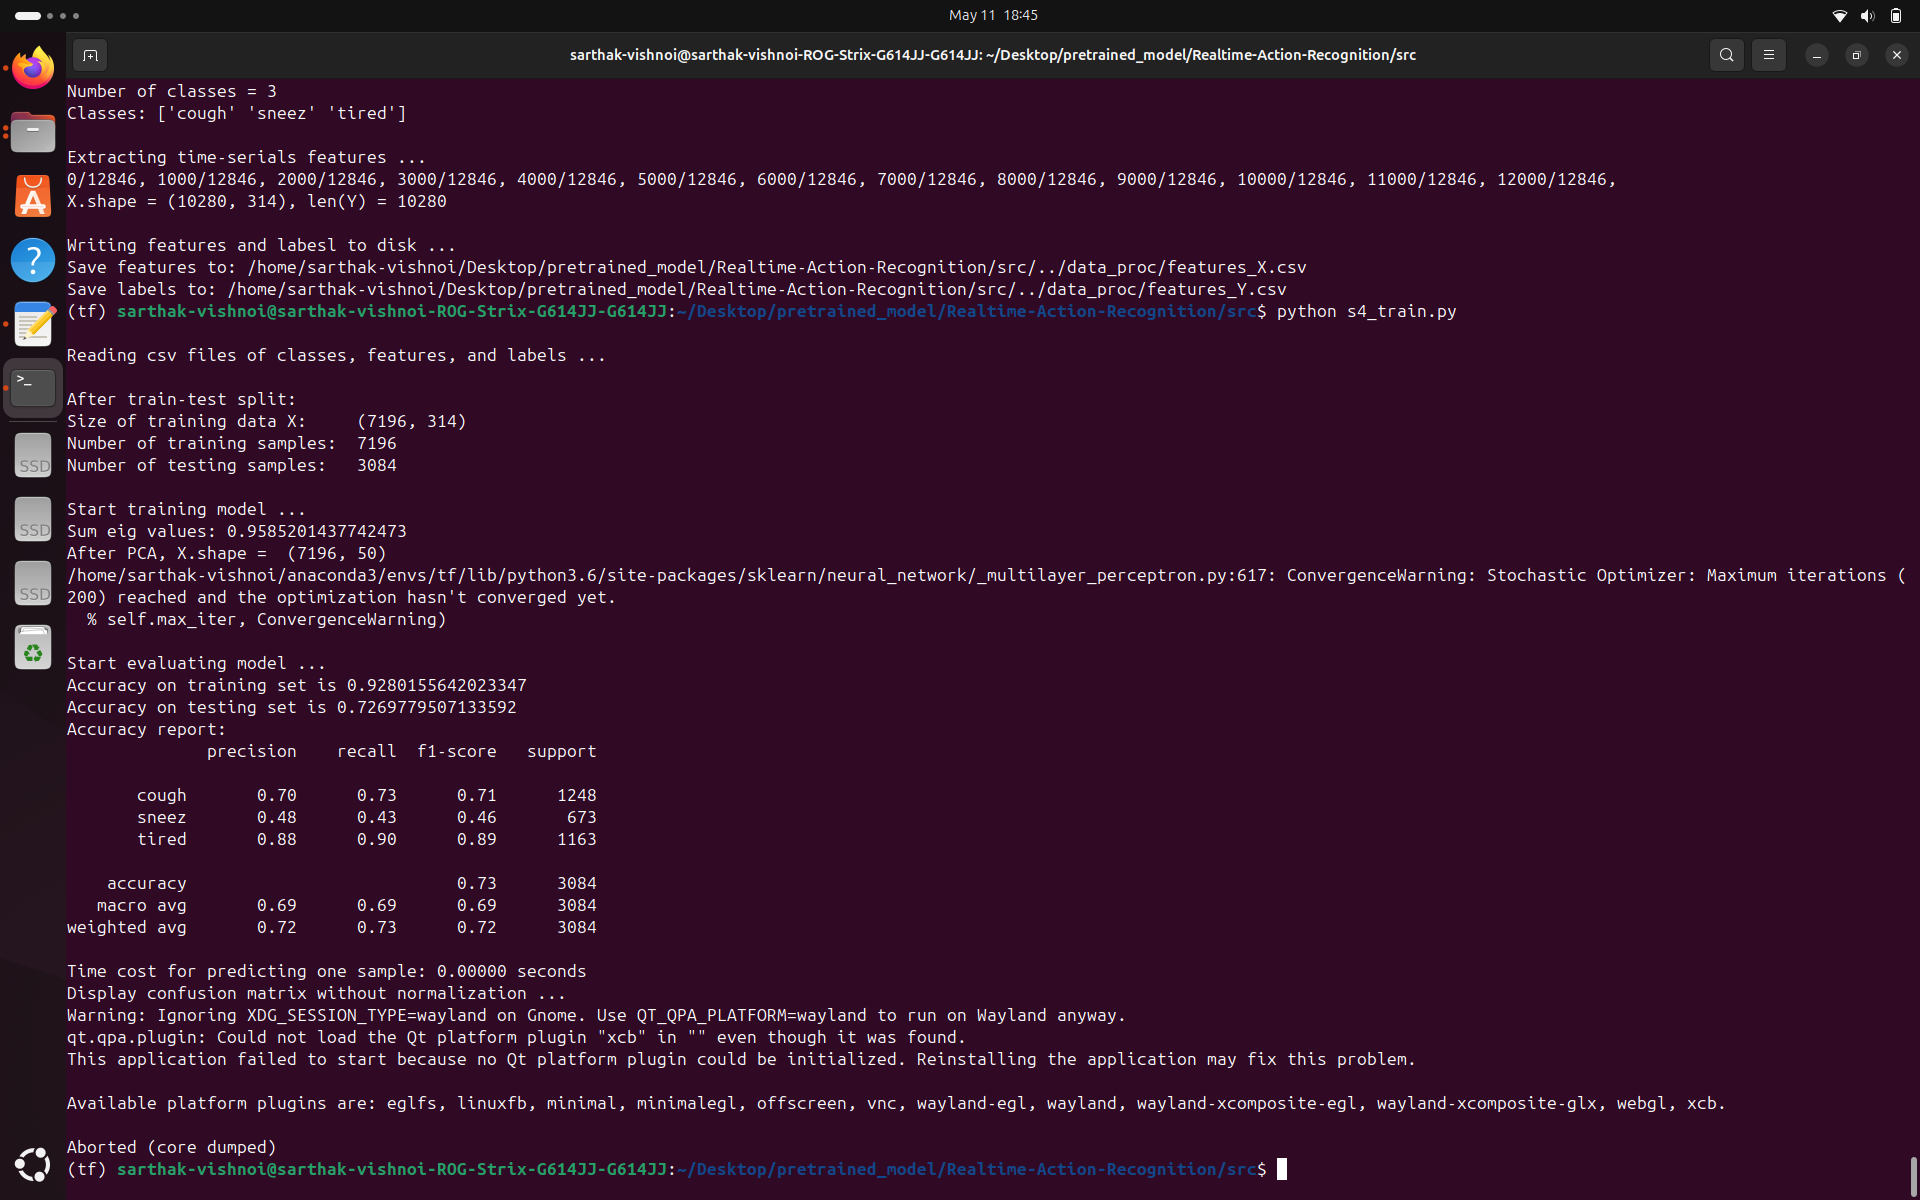 May 11 18:45
sarthak-vishnoi@sarthak-vishnoi-ROG-Strix-G614JJ-G614JJ: ~/Desktop/pretrained_model/Realtime-Action-Recognition/src
Number of classes = 3
Classes: ['cough' 'sneez' 'tired']
Extracting time-serials features ...
0/12846, 1000/12846, 2000/12846, 3000/12846, 4000/12846, 5000/12846, 6000/12846, 7000/12846, 8000/12846, 9000/12846, 10000/12846, 11000/12846, 12000/12846,
X.shape = (10280, 314), len(Y) = 10280
Writing features and labesl to disk ...
Save features to: /home/sarthak-vishnoi/Desktop/pretrained_model/Realtime-Action-Recognition/src/../data_proc/features_X.csv
Save labels to: /home/sarthak-vishnoi/Desktop/pretrained_model/Realtime-Action-Recognition/src/../data_proc/features_Y.csv
(tf) sarthak-vishnoi@sarthak-vishnoi-ROG-Strix-G614JJ-G614JJ:~/Desktop/pretrained_model/Realtime-Action-Recognition/src$ python s4_train.py
Reading csv files of classes, features, and labels ...
After train-test split:
Size of training data X:     (7196, 314)
Number of training samples:  7196
Number of testing samples:   3084
Start training model ...
Sum eig values: 0.9585201437742473
After PCA, X.shape =  (7196, 50)
/home/sarthak-vishnoi/anaconda3/envs/tf/lib/python3.6/site-packages/sklearn/neural_network/_multilayer_perceptron.py:617: ConvergenceWarning: Stochastic Optimizer: Maximum iterations (
200) reached and the optimization hasn't converged yet.
  % self.max_iter, ConvergenceWarning)
Start evaluating model ...
Accuracy on training set is 0.9280155642023347
Accuracy on testing set is 0.7269779507133592
Accuracy report:
              precision    recall  f1-score   support
       cough       0.70      0.73      0.71      1248
       sneez       0.48      0.43      0.46       673
       tired       0.88      0.90      0.89      1163
    accuracy                           0.73      3084
   macro avg       0.69      0.69      0.69      3084
weighted avg       0.72      0.73      0.72      3084
Time cost for predicting one sample: 0.00000 seconds
Display confusion matrix without normalization ...
Warning: Ignoring XDG_SESSION_TYPE=wayland on Gnome. Use QT_QPA_PLATFORM=wayland to run on Wayland anyway.
qt.qpa.plugin: Could not load the Qt platform plugin "xcb" in "" even though it was found.
This application failed to start because no Qt platform plugin could be initialized. Reinstalling the application may fix this problem.
Available platform plugins are: eglfs, linuxfb, minimal, minimalegl, offscreen, vnc, wayland-egl, wayland, wayland-xcomposite-egl, wayland-xcomposite-glx, webgl, xcb.
Aborted (core dumped)
(tf) sarthak-vishnoi@sarthak-vishnoi-ROG-Strix-G614JJ-G614JJ:~/Desktop/pretrained_model/Realtime-Action-Recognition/src$
SSD
SSD
SSD